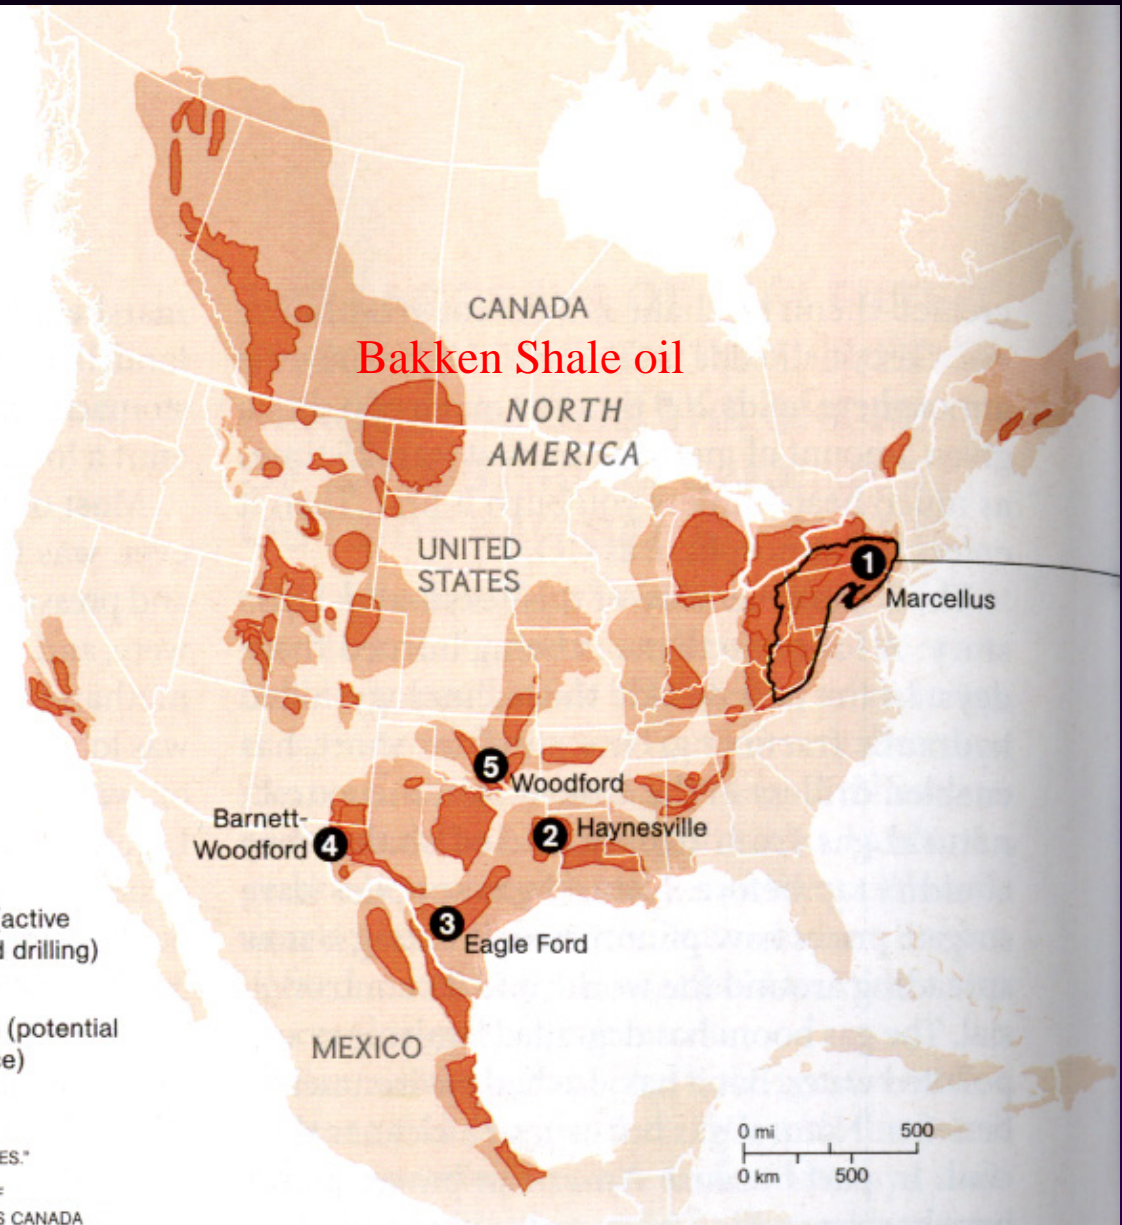 CANADA
Bakken Shale oil
NORTH
AMERICA
UNITED
STATES
1
Marcellus
5
Woodford
Barnett-
Woodford
4
2
Haynesville
3
Eagle Ford
active
drilling)
(potential
MEXICO
0 mi
500
0 km
500
ES."
S CANADA